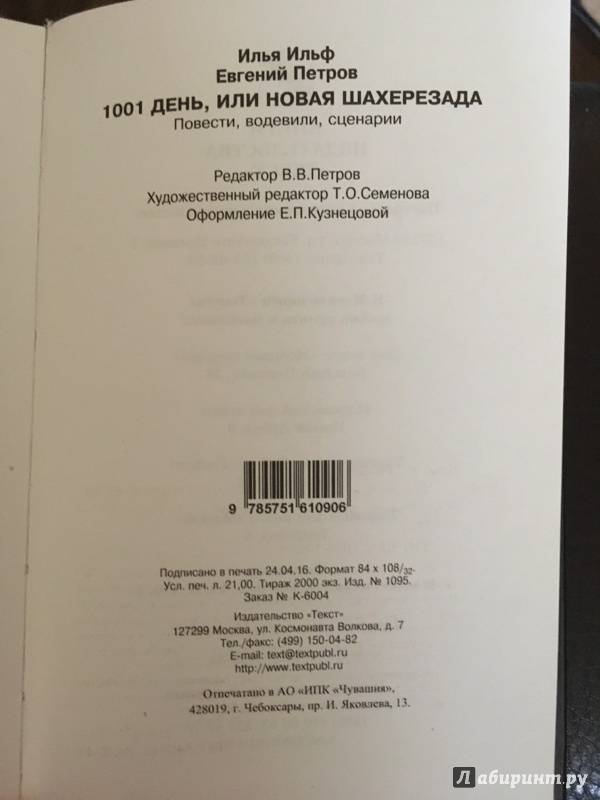 Илья Ильф
Евгений Петров
1001 ДЕНЬ, ИЛИ НОВАЯ ШАХЕРЕЗАДА
Повести, водевили, сценарии
Редактор В.В.Петров
Художественный редактор Т.О.Семенова
Оформление Е.П.Кузнецовой
9 785751 610906
Подписано в печать 24.04.16. Формат 84 x 108/32.
Усл. печ. л. 21,00. Тираж 2000 экз. Изд. № 1095.
Заказ № К-6004
Издательство «Текст»
127299 Москва, ул. Космонавта Волкова, д. 7
Тел./факс: (499) 150-04-82
E-mail: text@textpubl.ru
http://www.textpubl.ru
Отпечатано в АО «ИПК «Чувашия»,
428019, г. Чебоксары, пр. И. Яковлева, 13.
Лабиринт.ру